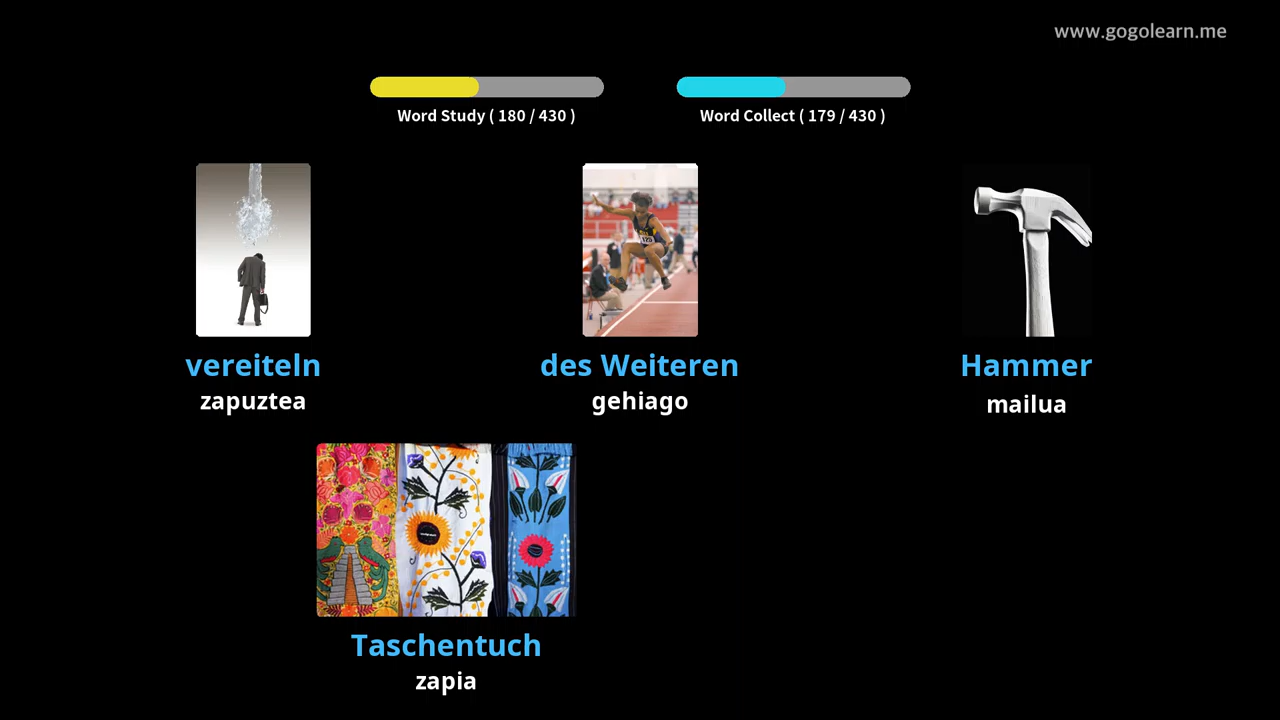 www.gogolearn.me
Word Study ( 180 / 430 )
Word Collect ( 179 / 430 )
vereiteln
zapuztea
des Weiteren
gehiago
Hammer
mailua
Taschentuch
zapia